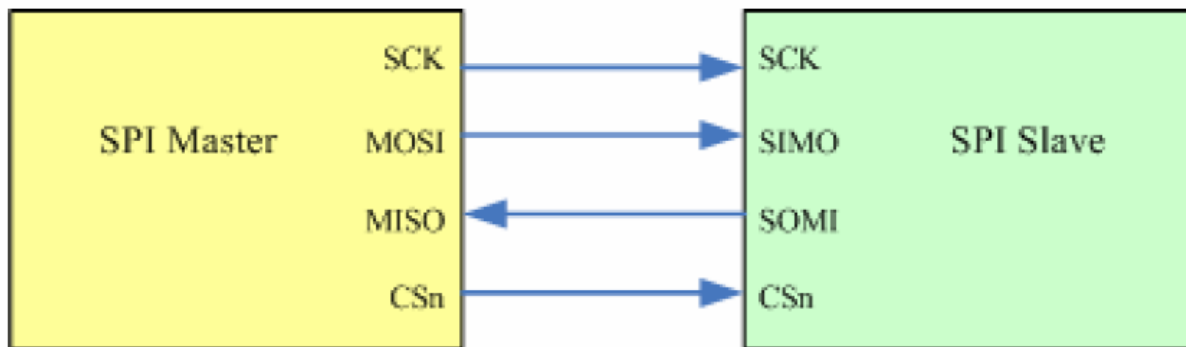 SCK SCK
SPI Master MOSI SIMO SPI Slave
MISO SOMI
CSn CSn